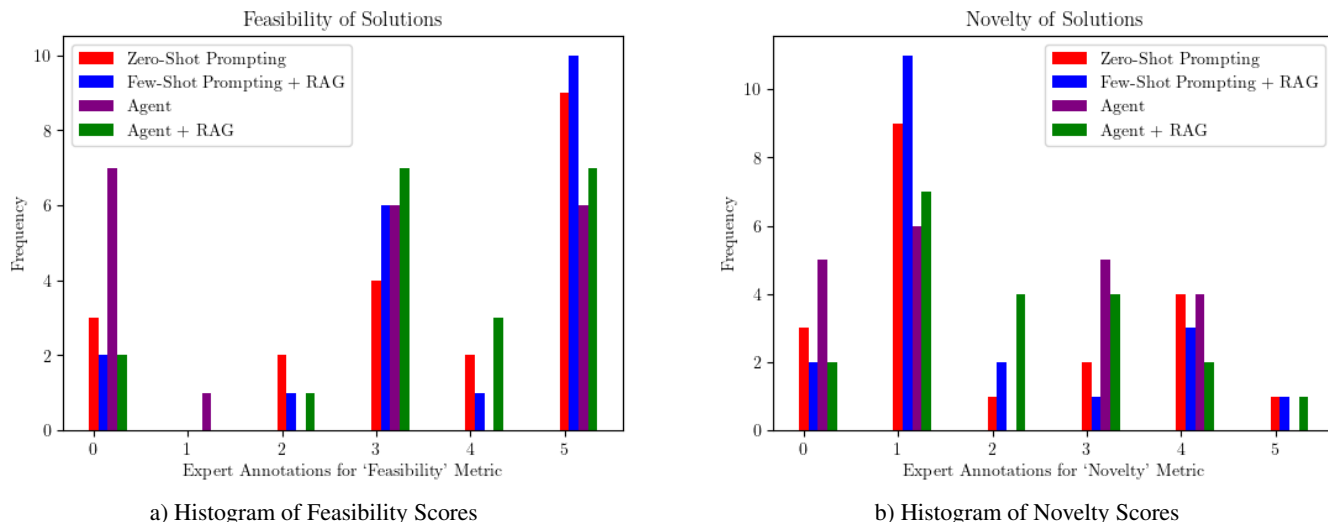 Feasibility of Solutions
Zero-Shot Prompting
Few-Shot Prompting + RAG
Agent
Agent + RAG
10
8
6
4
2
0
Frequency
0 1 2 3 4 5
Expert Annotations for ‘Feasibility’ Metric
a) Histogram of Feasibility Scores
Novelty of Solutions
Zero-Shot Prompting
Few-Shot Prompting + RAG
Agent
Agent + RAG
10
8
6
4
2
0
Frequency
0 1 2 3 4 5
Expert Annotations for ‘Novelty’ Metric
b) Histogram of Novelty Scores